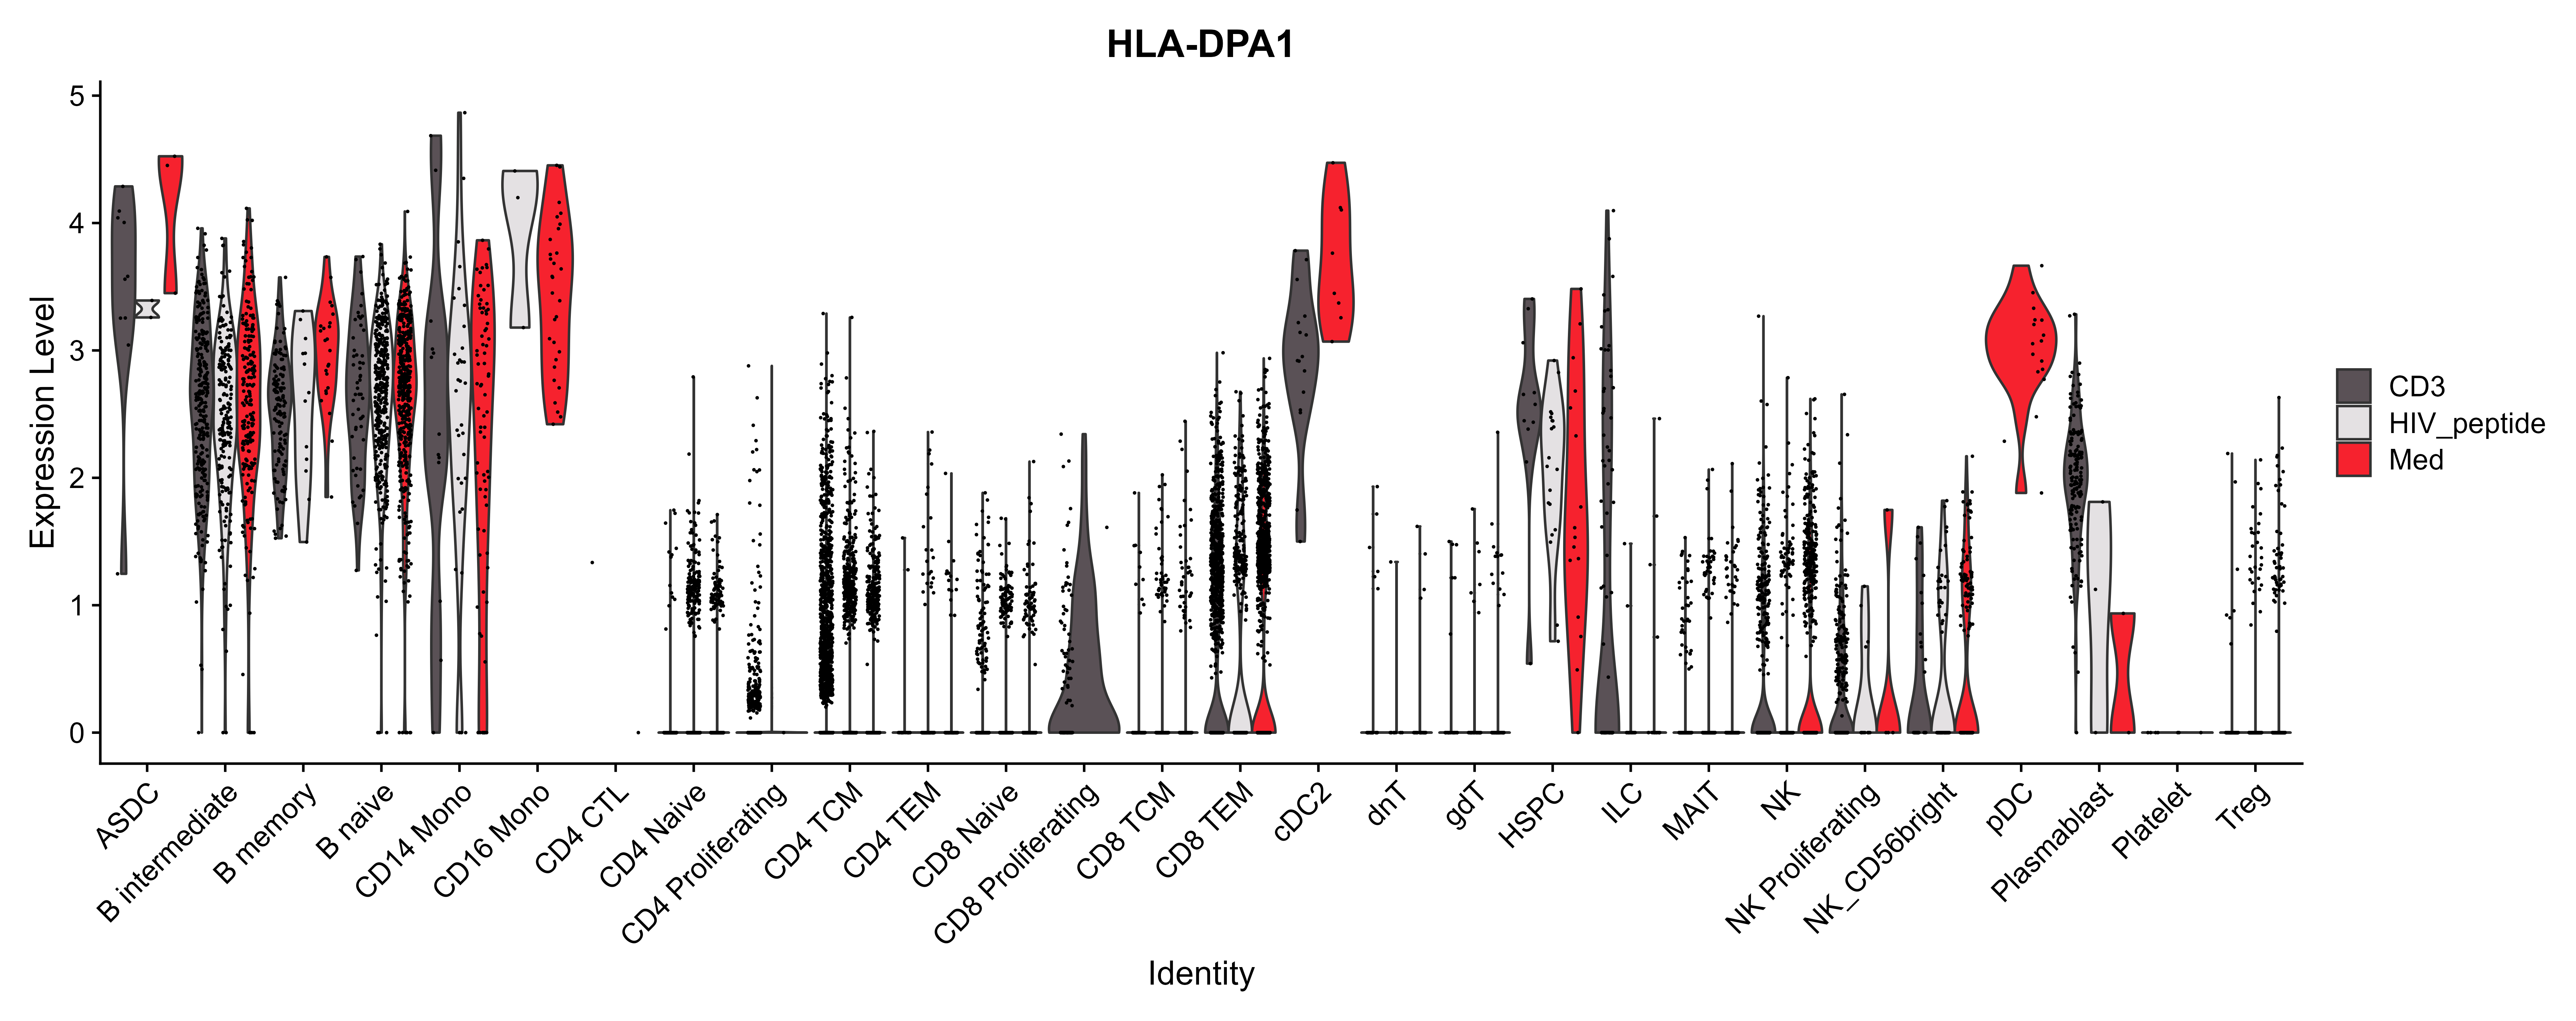 HLA-DPA1
Expression Level
5
4
3
2
1
0
ASDC
B intermediate
B memory
B naive
CD14 Mono
CD16 Mono
CD4 CTL
CD4 Naive
CD4 Proliferating
CD4 TCM
CD4 TEM
CD8 Naive
CD8 Proliferating
CD8 TCM
CD8 TEM
cDC2
dnT
gdT
HSPC
ILC
MAIT
NK
NK Proliferating
NK_CD56bright
pDC
Plasmablast
Platelet
Treg
Identity
CD3
HIV_peptide
Med